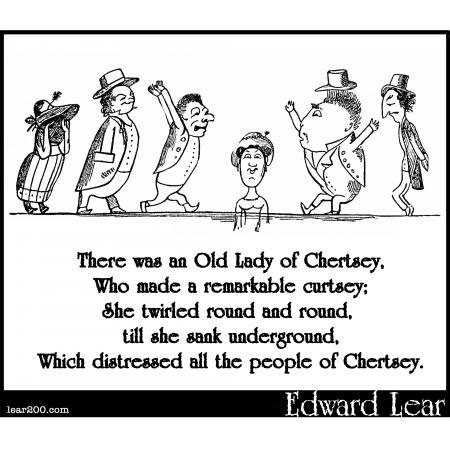 There was an Old Lady of Chertsey,
Who made a remarkable curtsey;
She twirled round and round,
till she sank underground,
Which distressed all the people of Chertsey.
lear200.com
Edward Lear